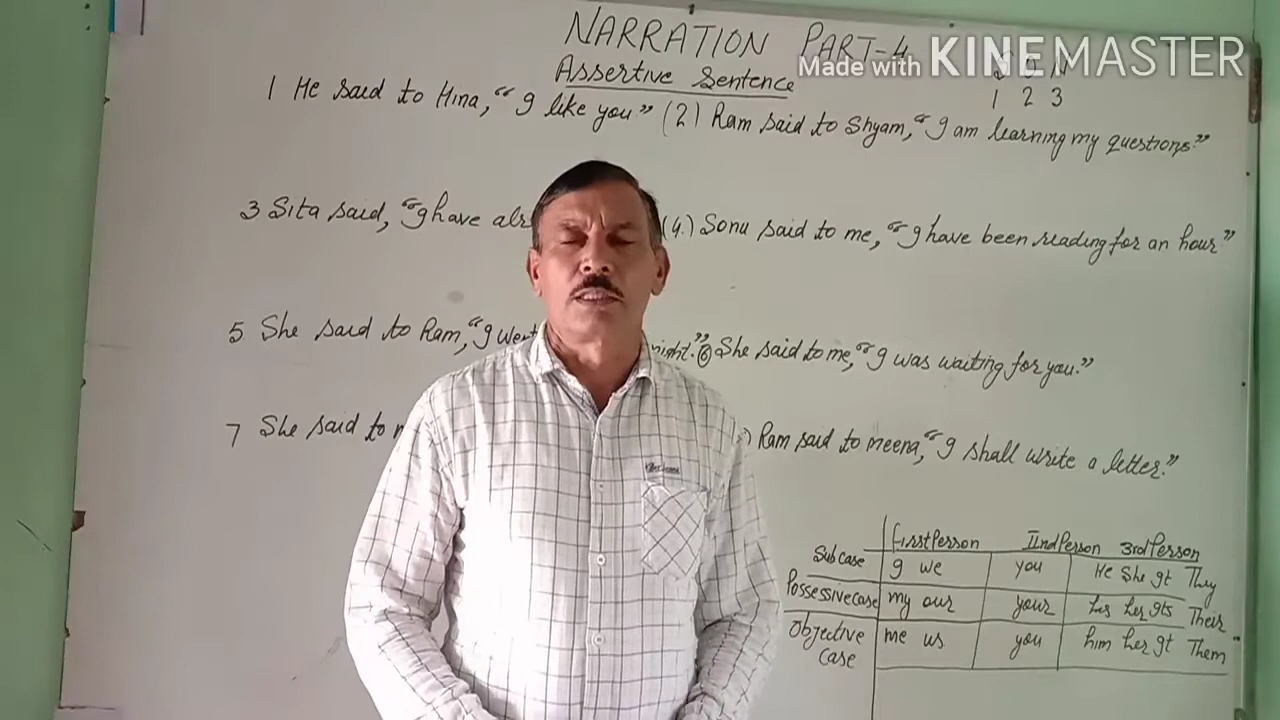 NARRATION PART-4
Made with KINEMASTER
Assertive Sentence
1 2 3
1 He said to Hina, "I like you" (2) Ram said to Shyam, "I am learning my questions."
3 Sita said, "I have (4.) Sonu said to me, "I have been reading for an hour"
5 She said to Ram, "I went night." (6) She said to me, "I was waiting for you."
7 She said to Ram said to meena, "I shall write a letter."
First Person IInd Person 3rd Person
Sub case I we you He She It They
Possessive case my our your his her Its Their
Objective case me us you him her It Them